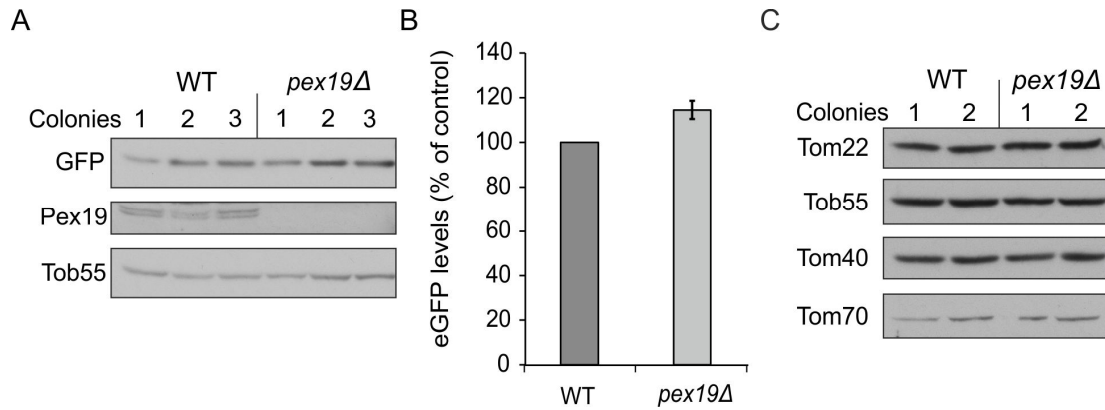 A
WT pex19Δ
Colonies 1 2 3 1 2 3
GFP
Pex19
Tob55
B
eGFP levels (% of control)
140
120
100
80
60
40
20
0
WT pex19Δ
C
WT pex19Δ
Colonies 1 2 1 2
Tom22
Tob55
Tom40
Tom70